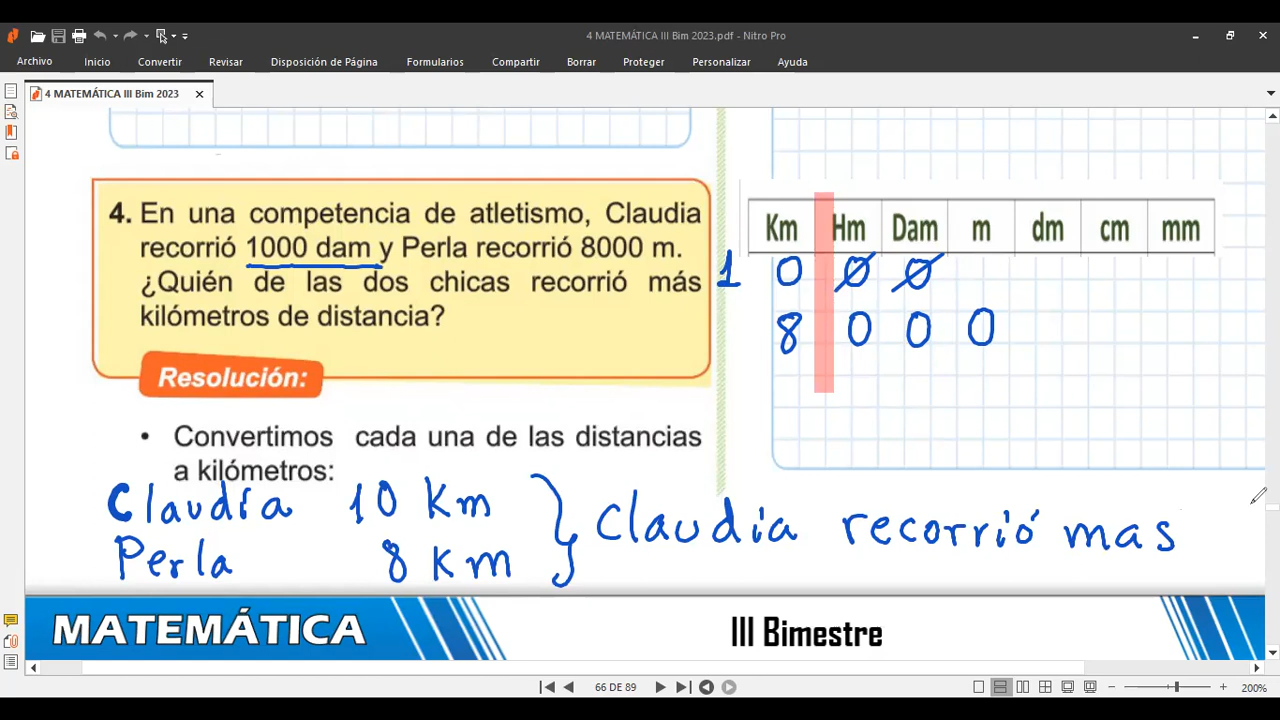 4 MATEMÁTICA III Bim 2023.pdf - Nitro Pro
Archivo Inicio Convertir Revisar Disposición de Página Formularios Compartir Borrar Proteger Personalizar Ayuda
4 MATEMÁTICA III Bim 2023
4. En una competencia de atletismo, Claudia
recorrió 1000 dam y Perla recorrió 8000 m.
¿Quién de las dos chicas recorrió más
kilómetros de distancia?
Resolución:
• Convertimos cada una de las distancias
a kilómetros:
Km Hm Dam m dm cm mm
1 0 0 0
8 0 0 0
Claudia 10 Km
Perla 8 Km
} Claudia recorrió mas
MATEMÁTICA
III Bimestre
66 DE 89
200%